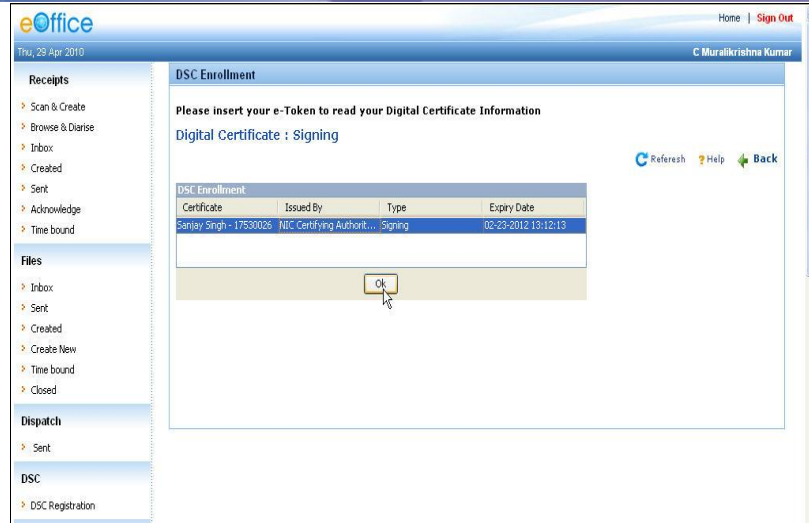 eOffice
Home | Sign Out
Thu, 29 Apr 2010
C Muralikrishna Kumar
Receipts
Scan & Create
Browse & Diarise
Inbox
Created
Sent
Acknowledge
Time bound
Files
Inbox
Sent
Created
Create New
Time bound
Closed
Dispatch
Sent
DSC
DSC Registration
DSC Enrollment
Please insert your e-Token to read your Digital Certificate Information
Digital Certificate : Signing
Referesh ? Help Back
DSC Enrollment
Certificate Issued By Type Expiry Date
Sanjay Singh - 17530026 NIC Certifying Authorit... Signing 02-23-2012 13:12:13
Ok